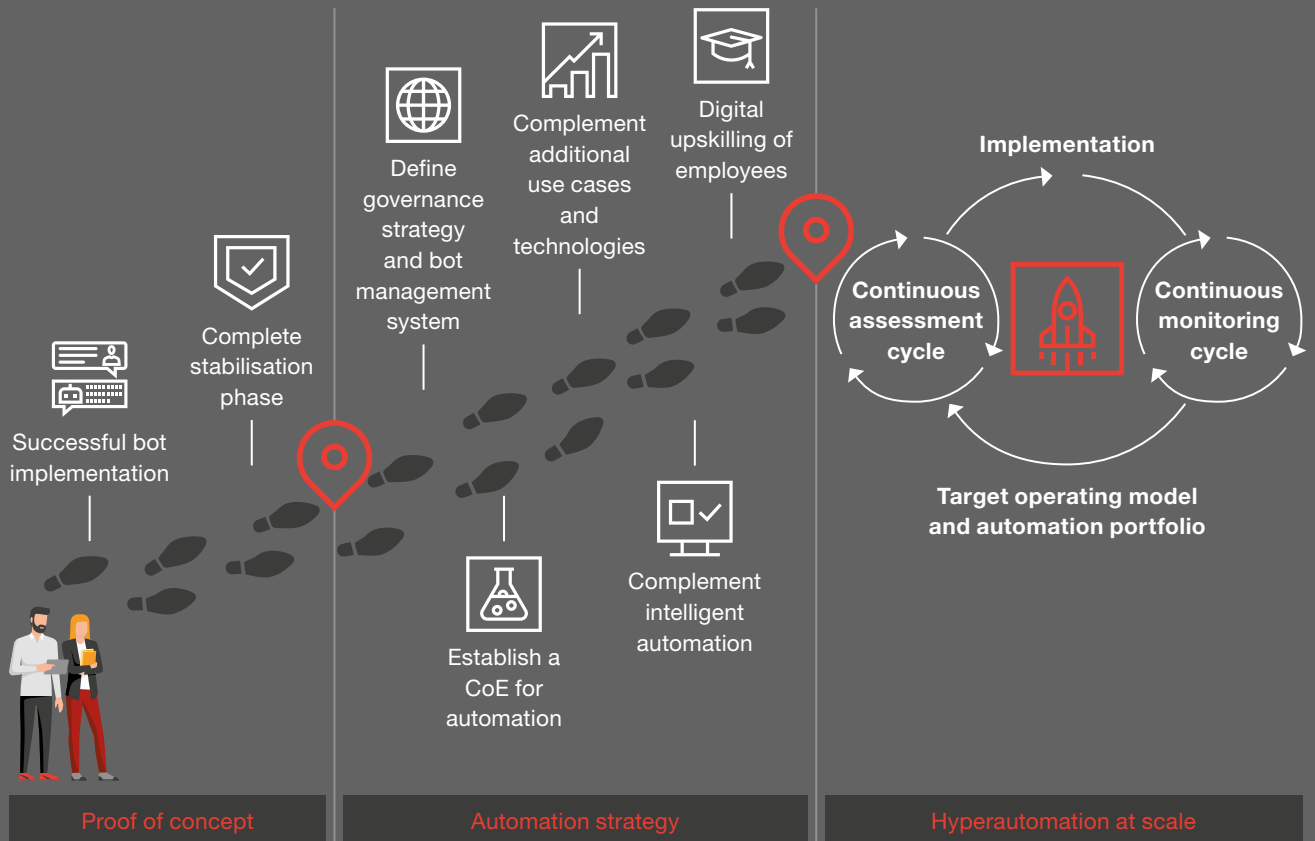 Successful bot
implementation
Complete
stabilisation
phase
Define
governance
strategy
and bot
management
system
Establish a
CoE for
automation
Complement
additional
use cases
and
technologies
Complement
intelligent
automation
Digital
upskilling of
employees
Implementation
Continuous
assessment
cycle
Continuous
monitoring
cycle
Target operating model
and automation portfolio
Proof of concept
Automation strategy
Hyperautomation at scale